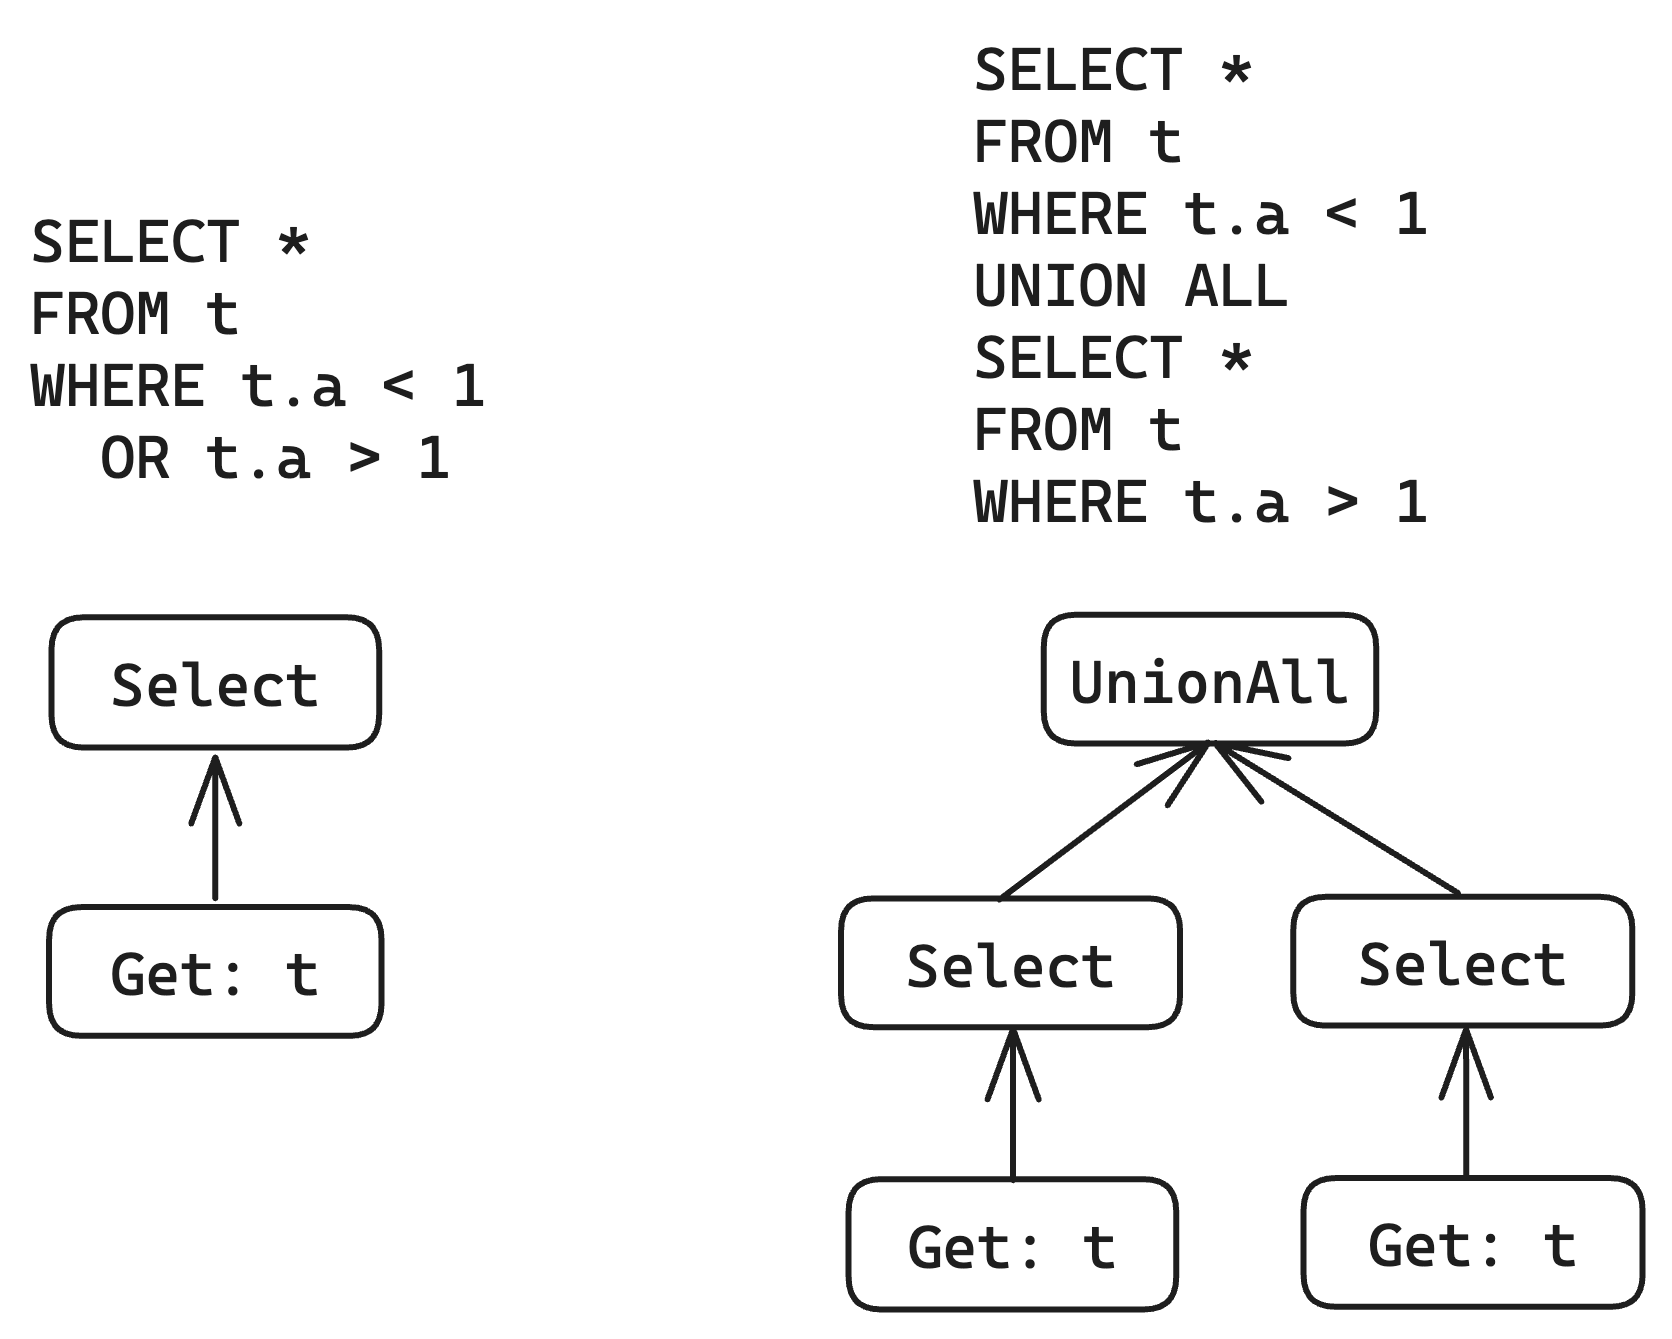 SELECT *
FROM t
WHERE t.a < 1
   OR t.a > 1
Select
Get: t
SELECT *
FROM t
WHERE t.a < 1
UNION ALL
SELECT *
FROM t
WHERE t.a > 1
UnionAll
Select
Select
Get: t
Get: t